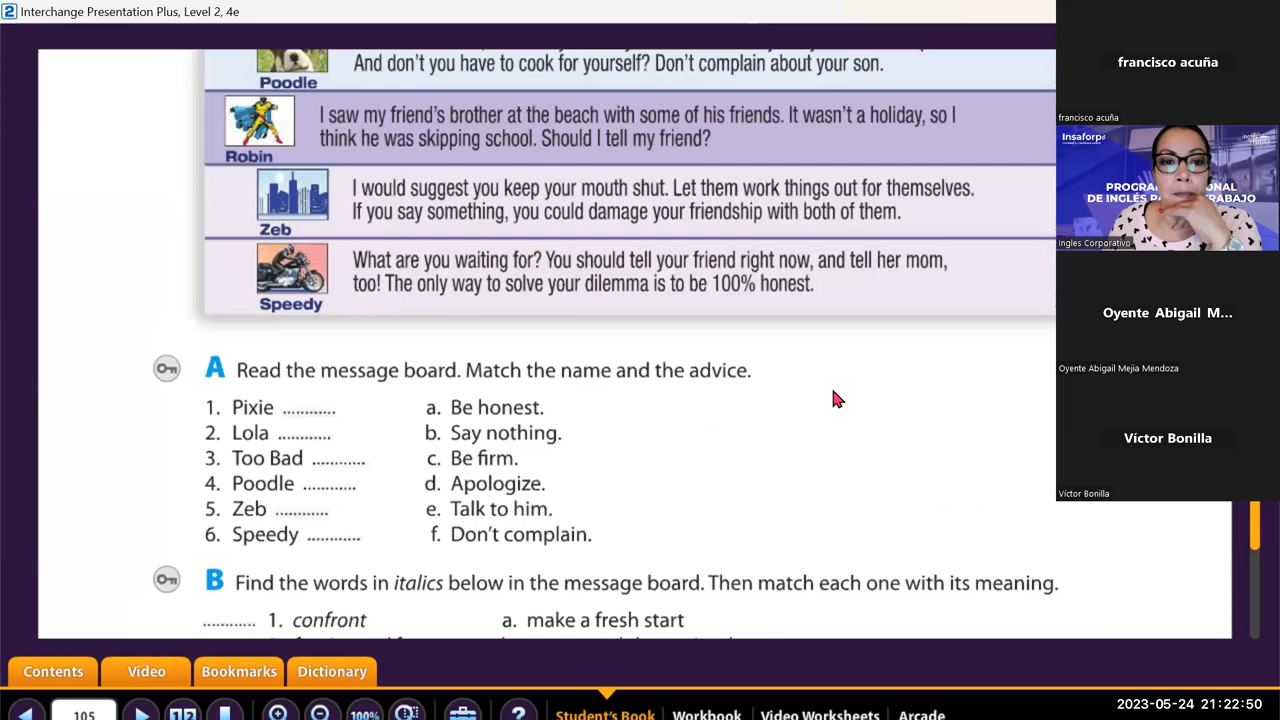 Interchange Presentation Plus, Level 2, 4e
And don't you have to cook for yourself? Don't complain about your son.
Poodle
I saw my friend's brother at the beach with some of his friends. It wasn't a holiday, so I
think he was skipping school. Should I tell my friend?
Robin
I would suggest you keep your mouth shut. Let them work things out for themselves.
If you say something, you could damage your friendship with both of them.
Zeb
What are you waiting for? You should tell your friend right now, and tell her mom,
too! The only way to solve your dilemma is to be 100% honest.
Speedy
A Read the message board. Match the name and the advice.
1. Pixie ............ a. Be honest.
2. Lola ............ b. Say nothing.
3. Too Bad ............ c. Be firm.
4. Poodle ............ d. Apologize.
5. Zeb ............ e. Talk to him.
6. Speedy ............ f. Don't complain.
B Find the words in italics below in the message board. Then match each one with its meaning.
............ 1. confront a. make a fresh start
Contents Video Bookmarks Dictionary
105 1|2 100% ? Student's Book Workbook Video Worksheets Arcade
francisco acuña
francisco acuña
Insaforp
DE INGLÉS
Ingles Corporativo
Oyente Abigail M...
Oyente Abigail Mejia Mendoza
Víctor Bonilla
Víctor Bonilla
2023-05-24 21:22:50